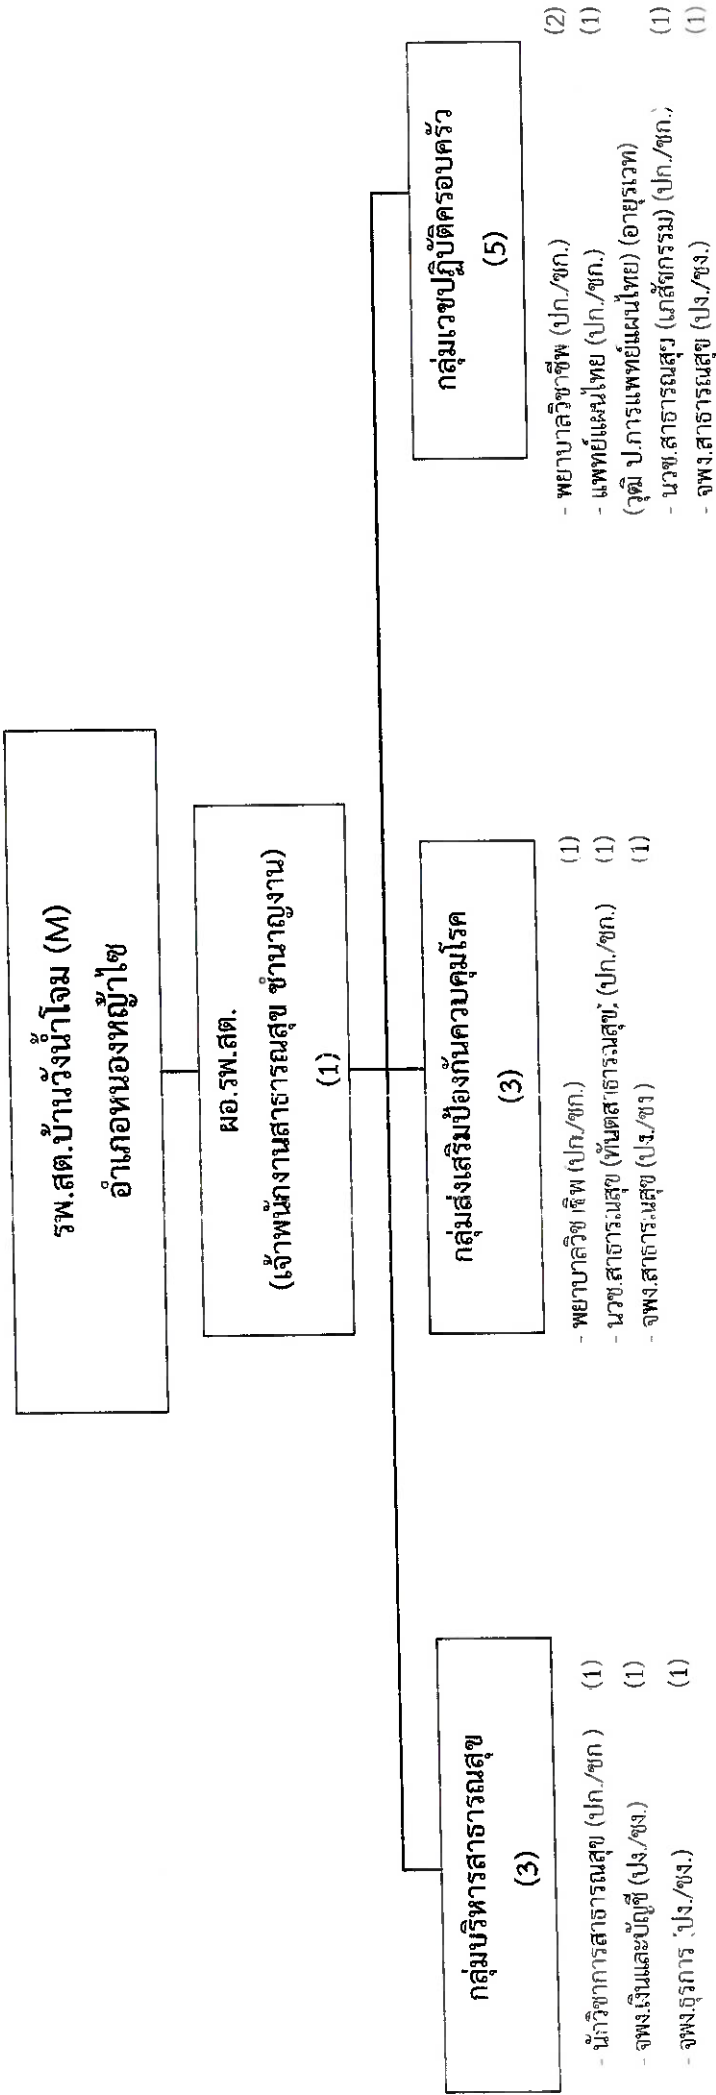 รพ.สต.บ้านวังน้ำโจม (M)
อำเภอหนองหญ้าไซ
ผอ.รพ.สต.
(เจ้าพนักงานสาธารณสุข ชำนาญงาน)
(1)
กลุ่มบริหารสาธารณสุข
(3)
- นักวิชาการสาธารณสุข (ปก./ชก) (1)
- จพง.เงินและบัญชี (ปง./ชง.) (1)
- จพง.ธุรการ (ปง./ชง.) (1)
กลุ่มส่งเสริมป้องกันควบคุมโรค
(3)
- พยาบาลวิชาชีพ (ปก./ชก.) (1)
- นวช.สาธารณสุข (ทันตสาธารณสุข) (ปก./ชก.) (1)
- จพง.สาธารณสุข (ปง./ชง) (1)
กลุ่มเวชปฏิบัติครอบครัว
(5)
- พยาบาลวิชาชีพ (ปก./ชก.) (2)
- แพทย์แผนไทย (ปก./ชก.) (1)
(วุฒิ ป.การแพทย์แผนไทย) (อายุรเวท)
- นวช.สาธารณสุข (เภสัชกรรม) (ปก./ชก.) (1)
- จพง.สาธารณสุข (ปง./ชง.) (1)